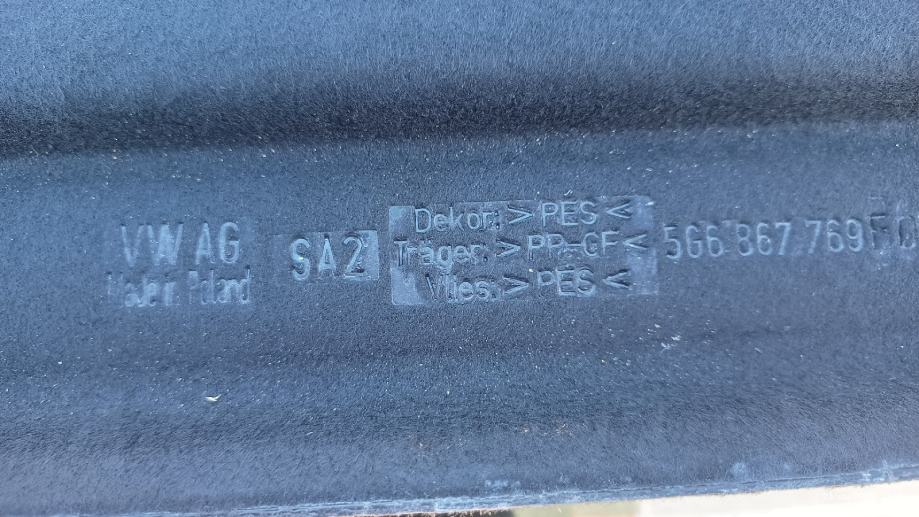 VW AG
Made in Poland
SA2
Dekor: > PES <
Träger: > PP-GF <
Vlies: > PES <
5G6 867 769